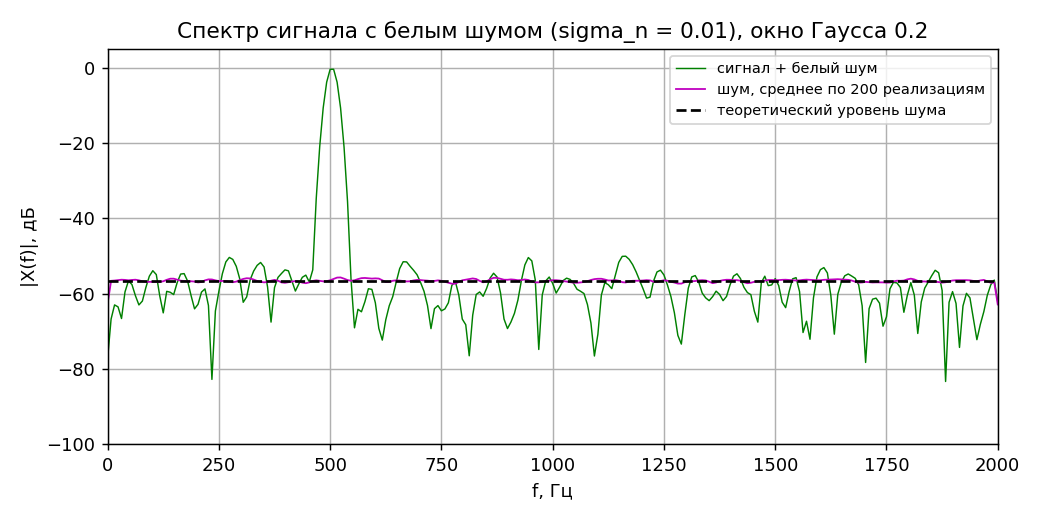 Спектр сигнала с белым шумом (sigma_n = 0.01), окно Гаусса 0.2
сигнал + белый шум
шум, среднее по 200 реализациям
теоретический уровень шума
|X(f)|, дБ
0
−20
−40
−60
−80
−100
0 250 500 750 1000 1250 1500 1750 2000
f, Гц